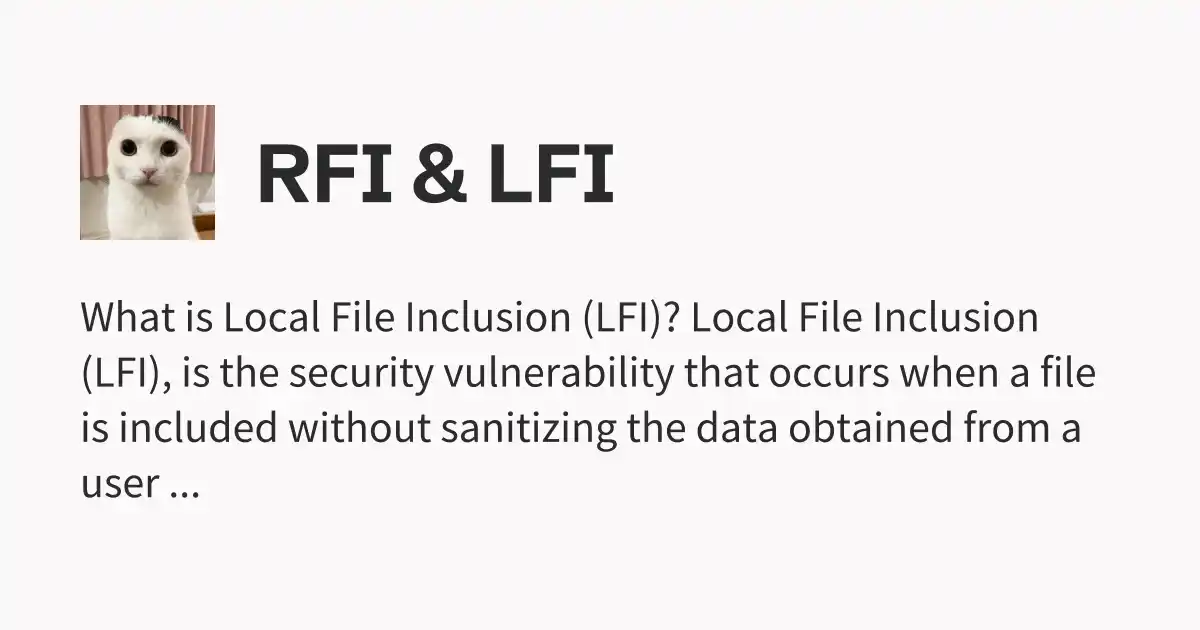 RFI & LFI
What is Local File Inclusion (LFI)? Local File Inclusion
(LFI), is the security vulnerability that occurs when a file
is included without sanitizing the data obtained from a
user ...